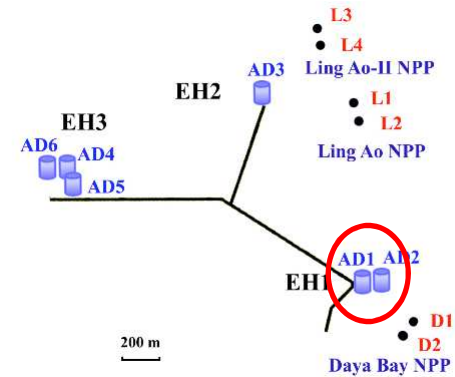 L3
L4
Ling Ao-II NPP
AD3
EH2
L1
L2
Ling Ao NPP
EH3
AD6
AD4
AD5
AD1
AD2
EH1
D1
D2
Daya Bay NPP
200 m